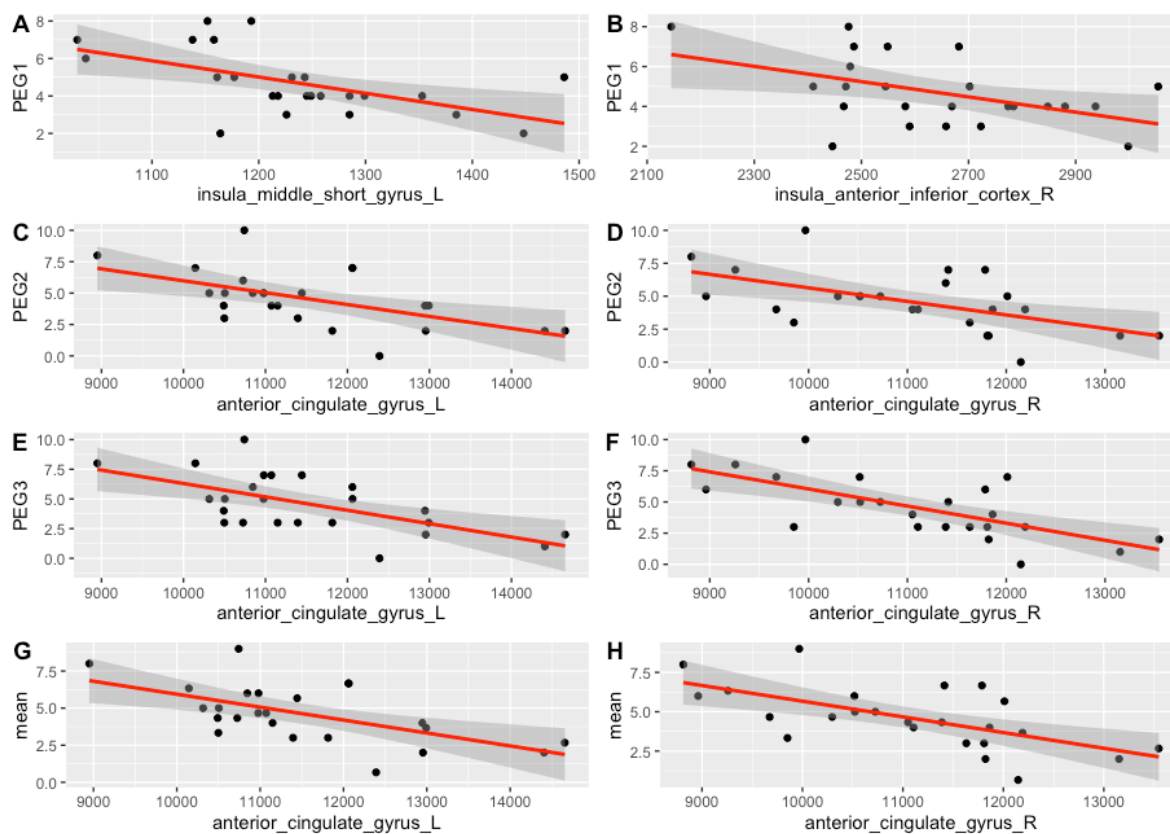 A
PEG1
8
6
4
2
1100 1200 1300 1400 1500
insula_middle_short_gyrus_L
B
PEG1
8
6
4
2
2100 2300 2500 2700 2900
insula_anterior_inferior_cortex_R
C
PEG2
10.0
7.5
5.0
2.5
0.0
9000 10000 11000 12000 13000 14000
anterior_cingulate_gyrus_L
D
PEG2
10.0
7.5
5.0
2.5
0.0
9000 10000 11000 12000 13000
anterior_cingulate_gyrus_R
E
PEG3
10.0
7.5
5.0
2.5
0.0
9000 10000 11000 12000 13000 14000
anterior_cingulate_gyrus_L
F
PEG3
10.0
7.5
5.0
2.5
0.0
9000 10000 11000 12000 13000
anterior_cingulate_gyrus_R
G
mean
7.5
5.0
2.5
0.0
9000 10000 11000 12000 13000 14000
anterior_cingulate_gyrus_L
H
mean
7.5
5.0
2.5
9000 10000 11000 12000 13000
anterior_cingulate_gyrus_R